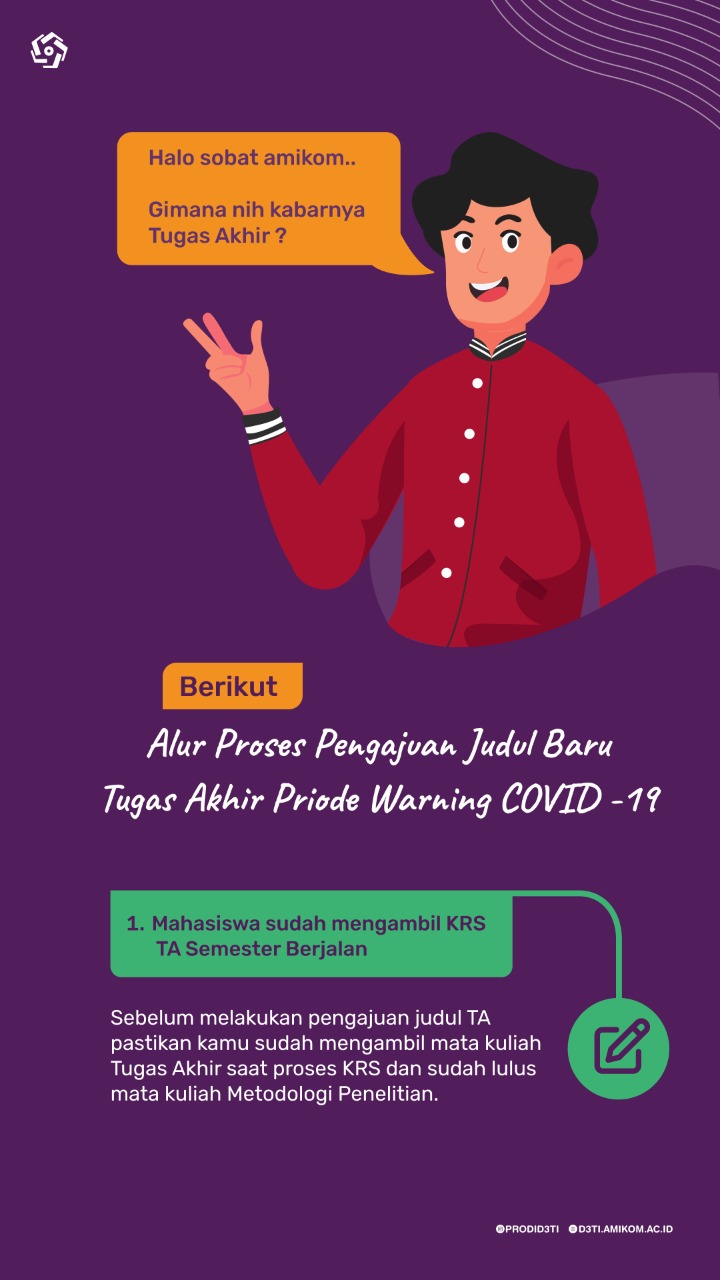 Halo sobat amikom..
Gimana nih kabarnya
Tugas Akhir ?
Berikut
Alur Proses Pengajuan Judul Baru
Tugas Akhir Priode Warning COVID -19
1. Mahasiswa sudah mengambil KRS
TA Semester Berjalan
Sebelum melakukan pengajuan judul TA
pastikan kamu sudah mengambil mata kuliah
Tugas Akhir saat proses KRS dan sudah lulus
mata kuliah Metodologi Penelitian.
@PRODID3TI @D3TI.AMIKOM.AC.ID